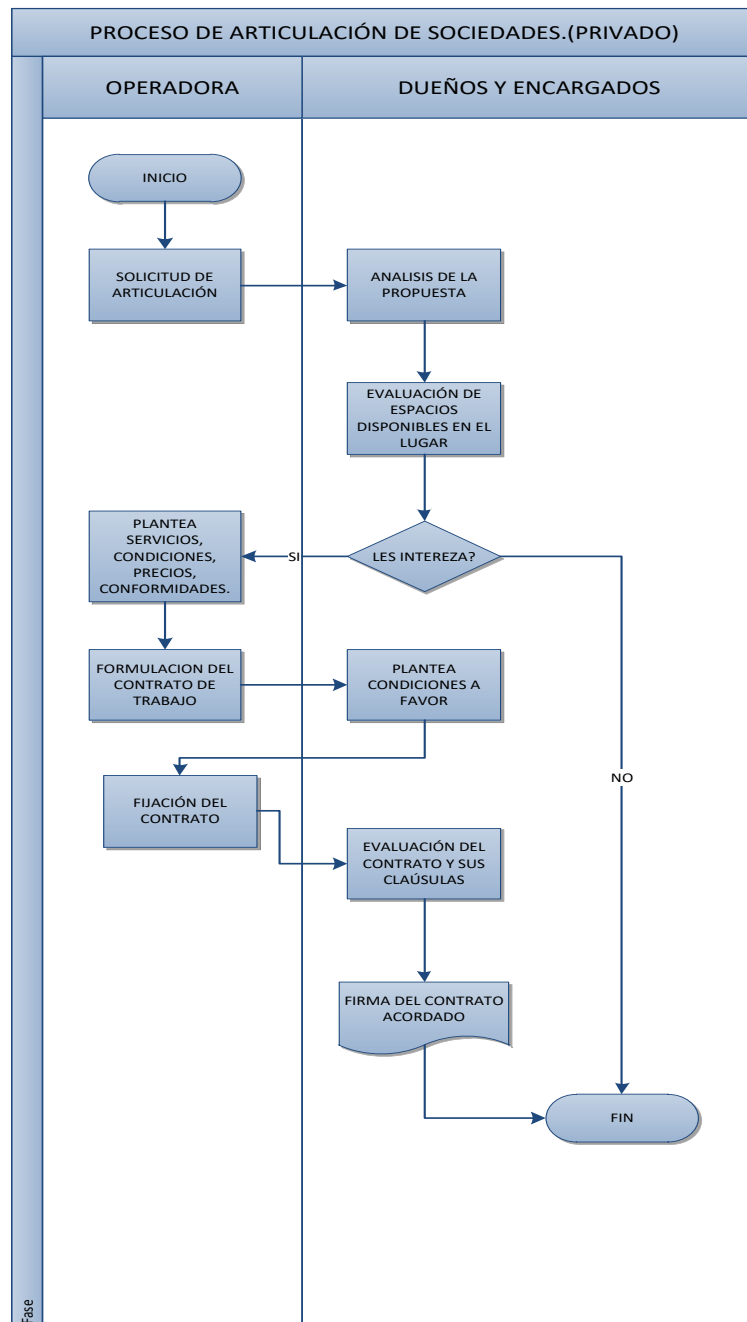 PROCESO DE ARTICULACIÓN DE SOCIEDADES.(PRIVADO)
OPERADORA
DUEÑOS Y ENCARGADOS
INICIO
SOLICITUD DE
ARTICULACIÓN
ANALISIS DE LA
PROPUESTA
EVALUACIÓN DE
ESPACIOS
DISPONIBLES EN EL
LUGAR
LES INTEREZA?
SI
NO
PLANTEA
SERVICIOS,
CONDICIONES,
PRECIOS,
CONFORMIDADES.
FORMULACION DEL
CONTRATO DE
TRABAJO
PLANTEA
CONDICIONES A
FAVOR
FIJACIÓN DEL
CONTRATO
EVALUACIÓN DEL
CONTRATO Y SUS
CLAÚSULAS
FIRMA DEL CONTRATO
ACORDADO
FIN
Fase